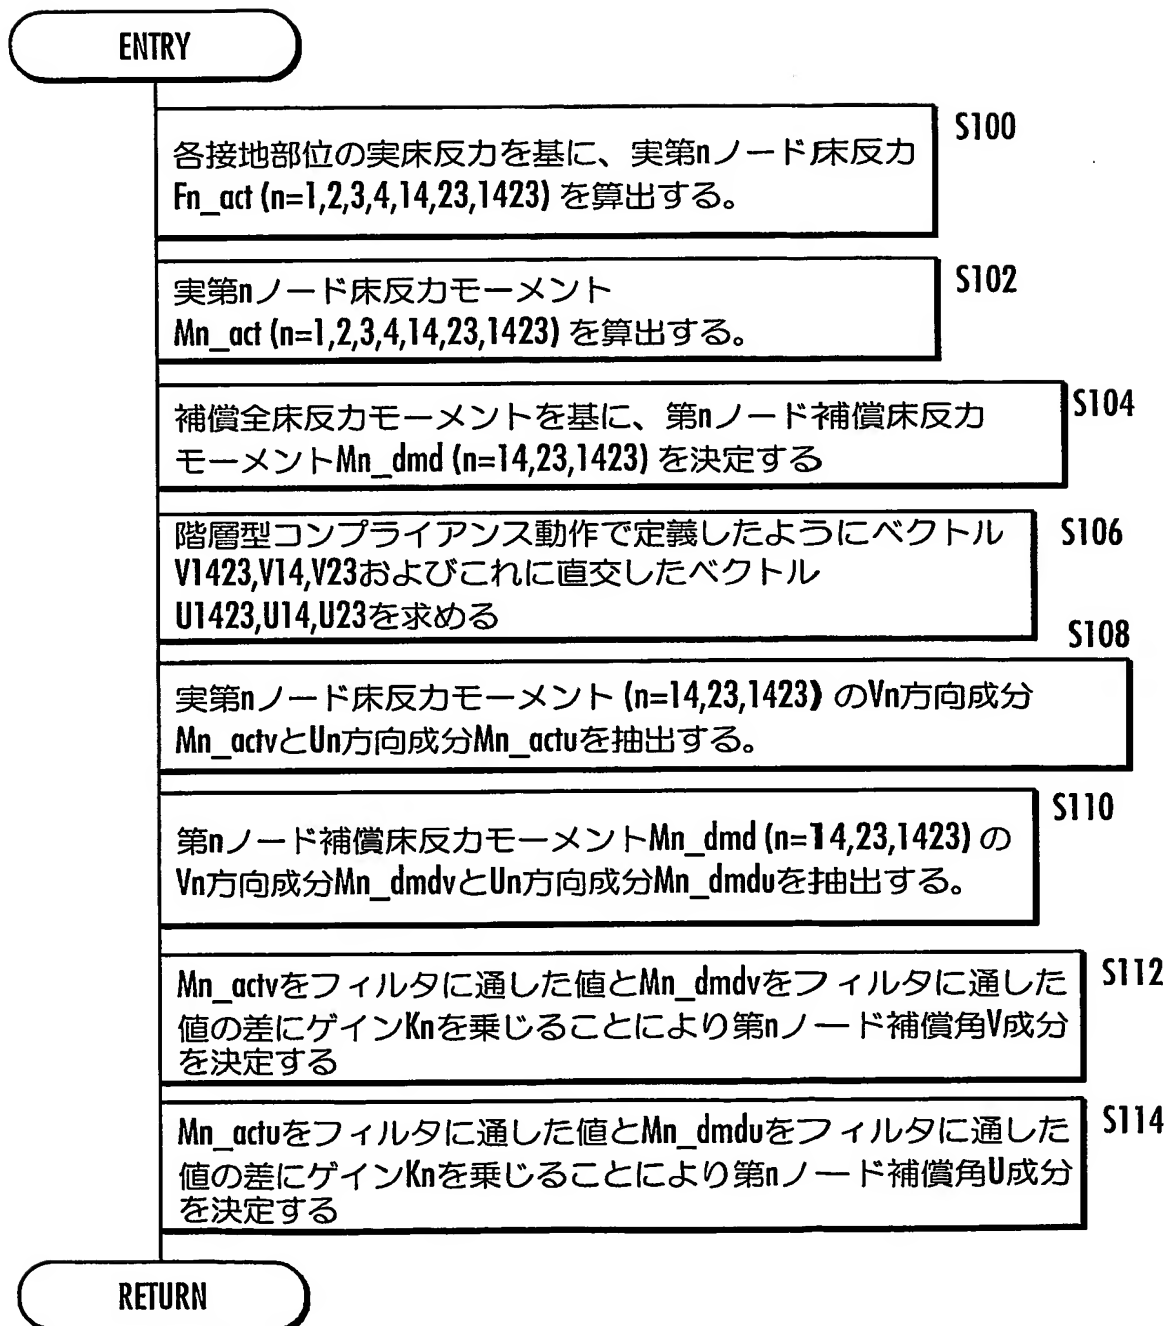 ENTRY
S100
各接地部位の実床反力を基に、実第nノード床反力
Fn_act (n=1,2,3,4,14,23,1423) を算出する。
S102
実第nノード床反力モーメント
Mn_act (n=1,2,3,4,14,23,1423) を算出する。
S104
補償全床反力モーメントを基に、第nノード補償床反力
モーメントMn_dmd (n=14,23,1423) を決定する
S106
階層型コンプライアンス動作で定義したようにベクトル
V1423,V14,V23およびこれに直交したベクトル
U1423,U14,U23を求める
S108
実第nノード床反力モーメント (n=14,23,1423) のVn方向成分
Mn_actvとUn方向成分Mn_actuを抽出する。
S110
第nノード補償床反力モーメントMn_dmd (n=14,23,1423) の
Vn方向成分Mn_dmdvとUn方向成分Mn_dmduを抽出する。
S112
Mn_actvをフィルタに通した値とMn_dmdvをフィルタに通した
値の差にゲインKnを乗じることにより第nノード補償角V成分
を決定する
S114
Mn_actuをフィルタに通した値とMn_dmduをフィルタに通した
値の差にゲインKnを乗じることにより第nノード補償角U成分
を決定する
RETURN